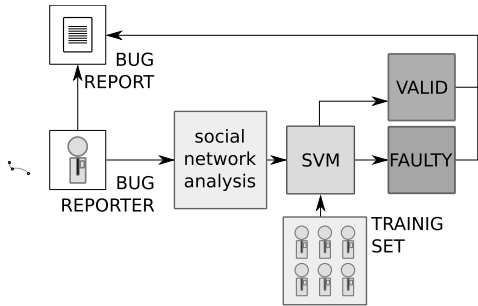 BUG
REPORT
VALID
social
network
analysis
SVM
FAULTY
BUG
REPORTER
TRAINIG
SET